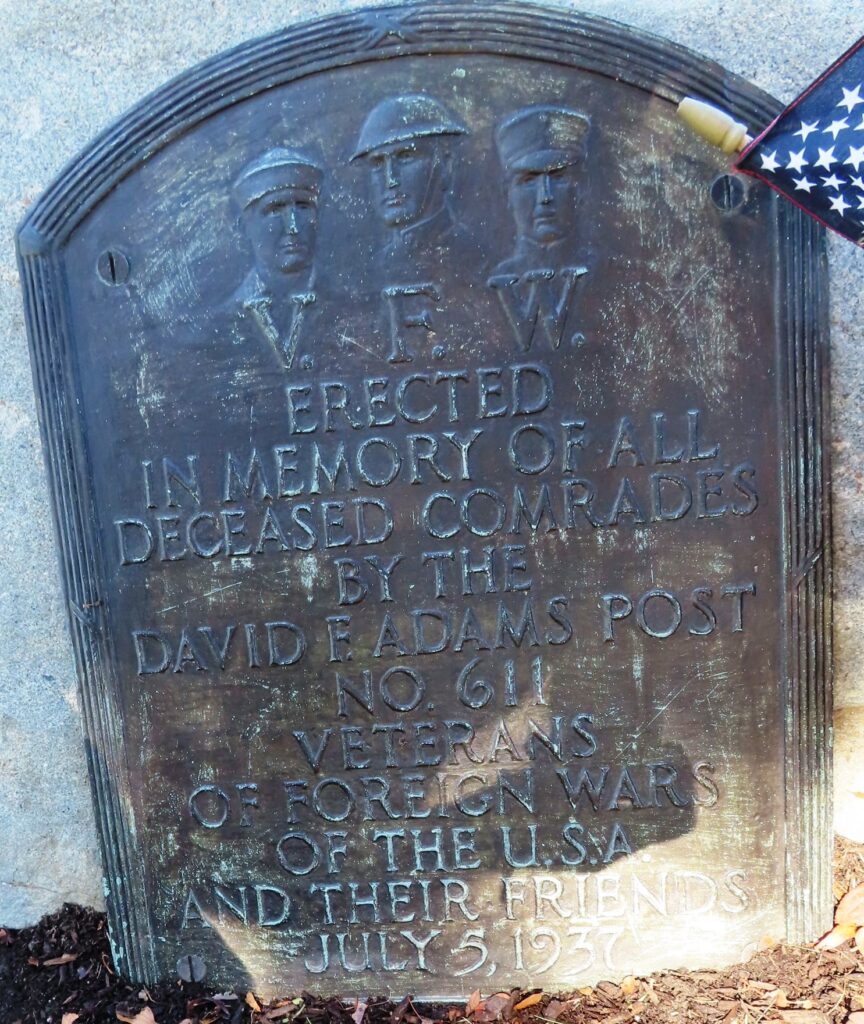 V. F. W.
ERECTED
IN MEMORY OF ALL
DECEASED COMRADES
BY THE
DAVID F. ADAMS POST
NO. 611
VETERANS
OF FOREIGN WARS
OF THE U.S.A.
AND THEIR FRIENDS
JULY 5, 1937